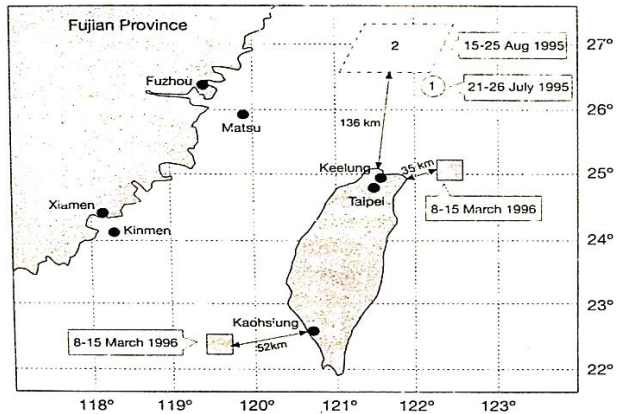 Fujian Province
2
15-25 Aug 1995
27°
Fuzhou
1
21-26 July 1995
26°
Matsu
136 km
Keelung
35 km
25°
Taipei
Xiamen
8-15 March 1996
Kinmen
24°
23°
Kaohsiung
8-15 March 1996
52km
22°
118° 119° 120° 121° 122° 123°